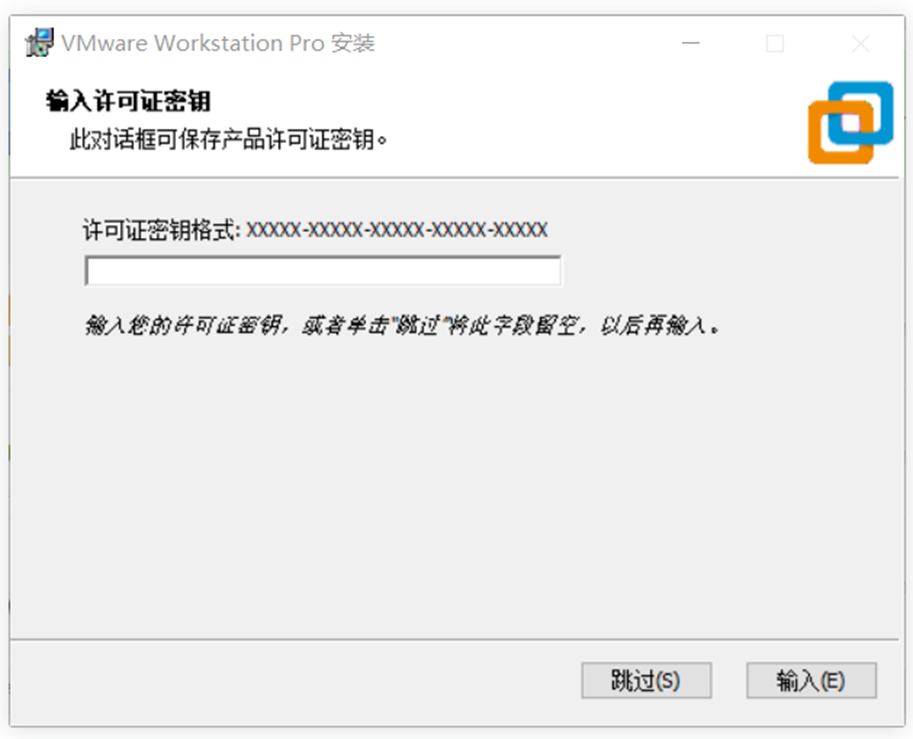 VMware Workstation Pro 安装
输入许可证密钥
此对话框可保存产品许可证密钥。
许可证密钥格式: XXXXX-XXXXX-XXXXX-XXXXX-XXXXX
输入您的许可证密钥，或者单击"跳过"将此字段留空，以后再输入。
跳过(S) 输入(E)